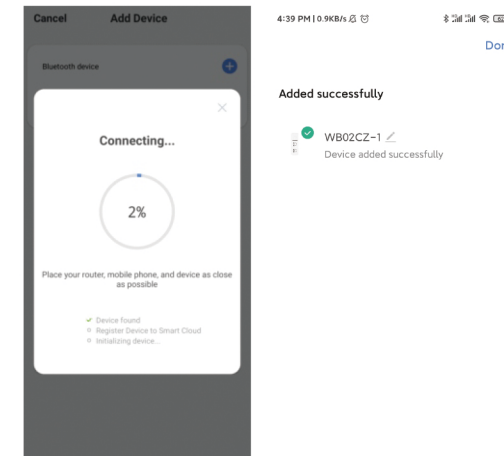 Cancel Add Device
Bluetooth device
Connecting...
2%
Place your router, mobile phone, and device as close
as possible
Device found
Register Device to Smart Cloud
Initializing device...
4:39 PM | 0.9KB/s
Added successfully
WB02CZ-1
Device added successfully